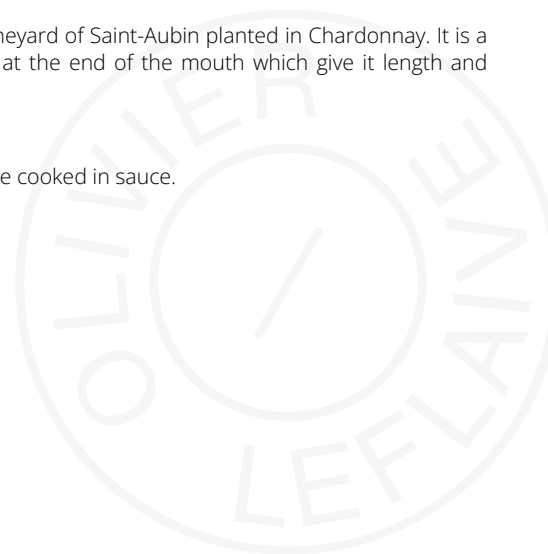 neyard of Saint-Aubin planted in Chardonnay. It is a
at the end of the mouth which give it length and
e cooked in sauce.
OLIVIER
LEFLAIVE